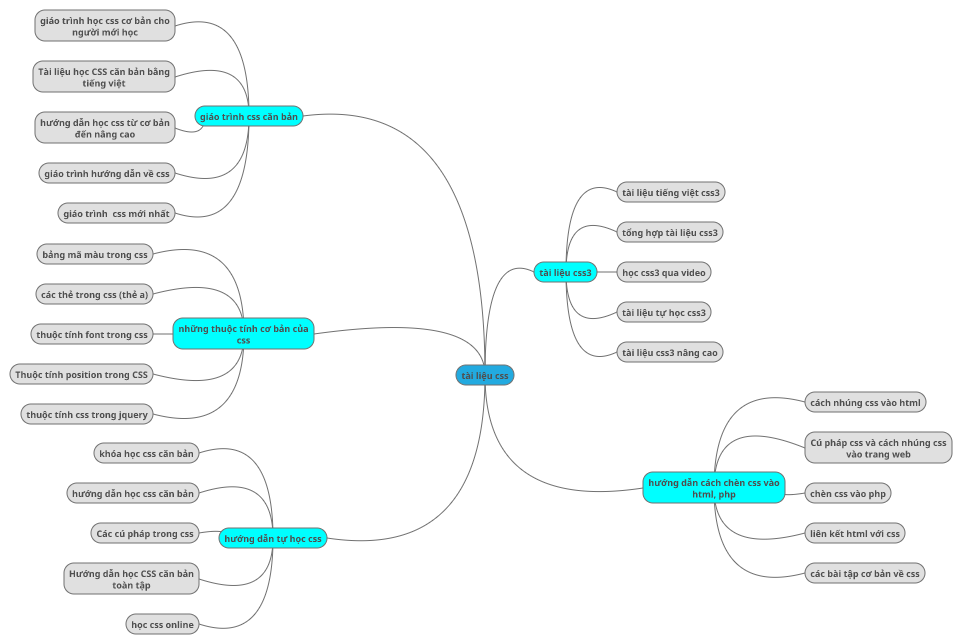 giáo trình học css cơ bản cho
người mới học
Tài liệu học CSS căn bản bằng
tiếng việt
giáo trình css căn bản
hướng dẫn học css từ cơ bản
đến nâng cao
giáo trình hướng dẫn về css
giáo trình  css mới nhất
bảng mã màu trong css
các thẻ trong css (thẻ a)
những thuộc tính cơ bản của
css
thuộc tính font trong css
Thuộc tính position trong CSS
thuộc tính css trong jquery
khóa học css căn bản
hướng dẫn học css căn bản
Các cú pháp trong css
hướng dẫn tự học css
Hướng dẫn học CSS căn bản
toàn tập
học css online
tài liệu css
tài liệu tiếng việt css3
tổng hợp tài liệu css3
tài liệu css3
học css3 qua video
tài liệu tự học css3
tài liệu css3 nâng cao
cách nhúng css vào html
Cú pháp css và cách nhúng css
vào trang web
hướng dẫn cách chèn css vào
html, php
chèn css vào php
liên kết html với css
các bài tập cơ bản về css